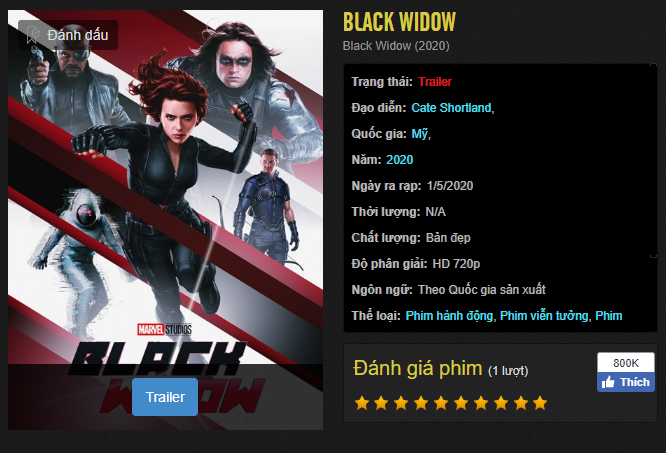 Đánh dấu
MARVEL STUDIOS
BLACK
WIDOW
Trailer
BLACK WIDOW
Black Widow (2020)
Trạng thái: Trailer
Đạo diễn: Cate Shortland,
Quốc gia: Mỹ,
Năm: 2020
Ngày ra rạp: 1/5/2020
Thời lượng: N/A
Chất lượng: Bản đẹp
Độ phân giải: HD 720p
Ngôn ngữ: Theo Quốc gia sản xuất
Thể loại: Phim hành động, Phim viễn tưởng, Phim
Đánh giá phim (1 lượt)
800K
Thích